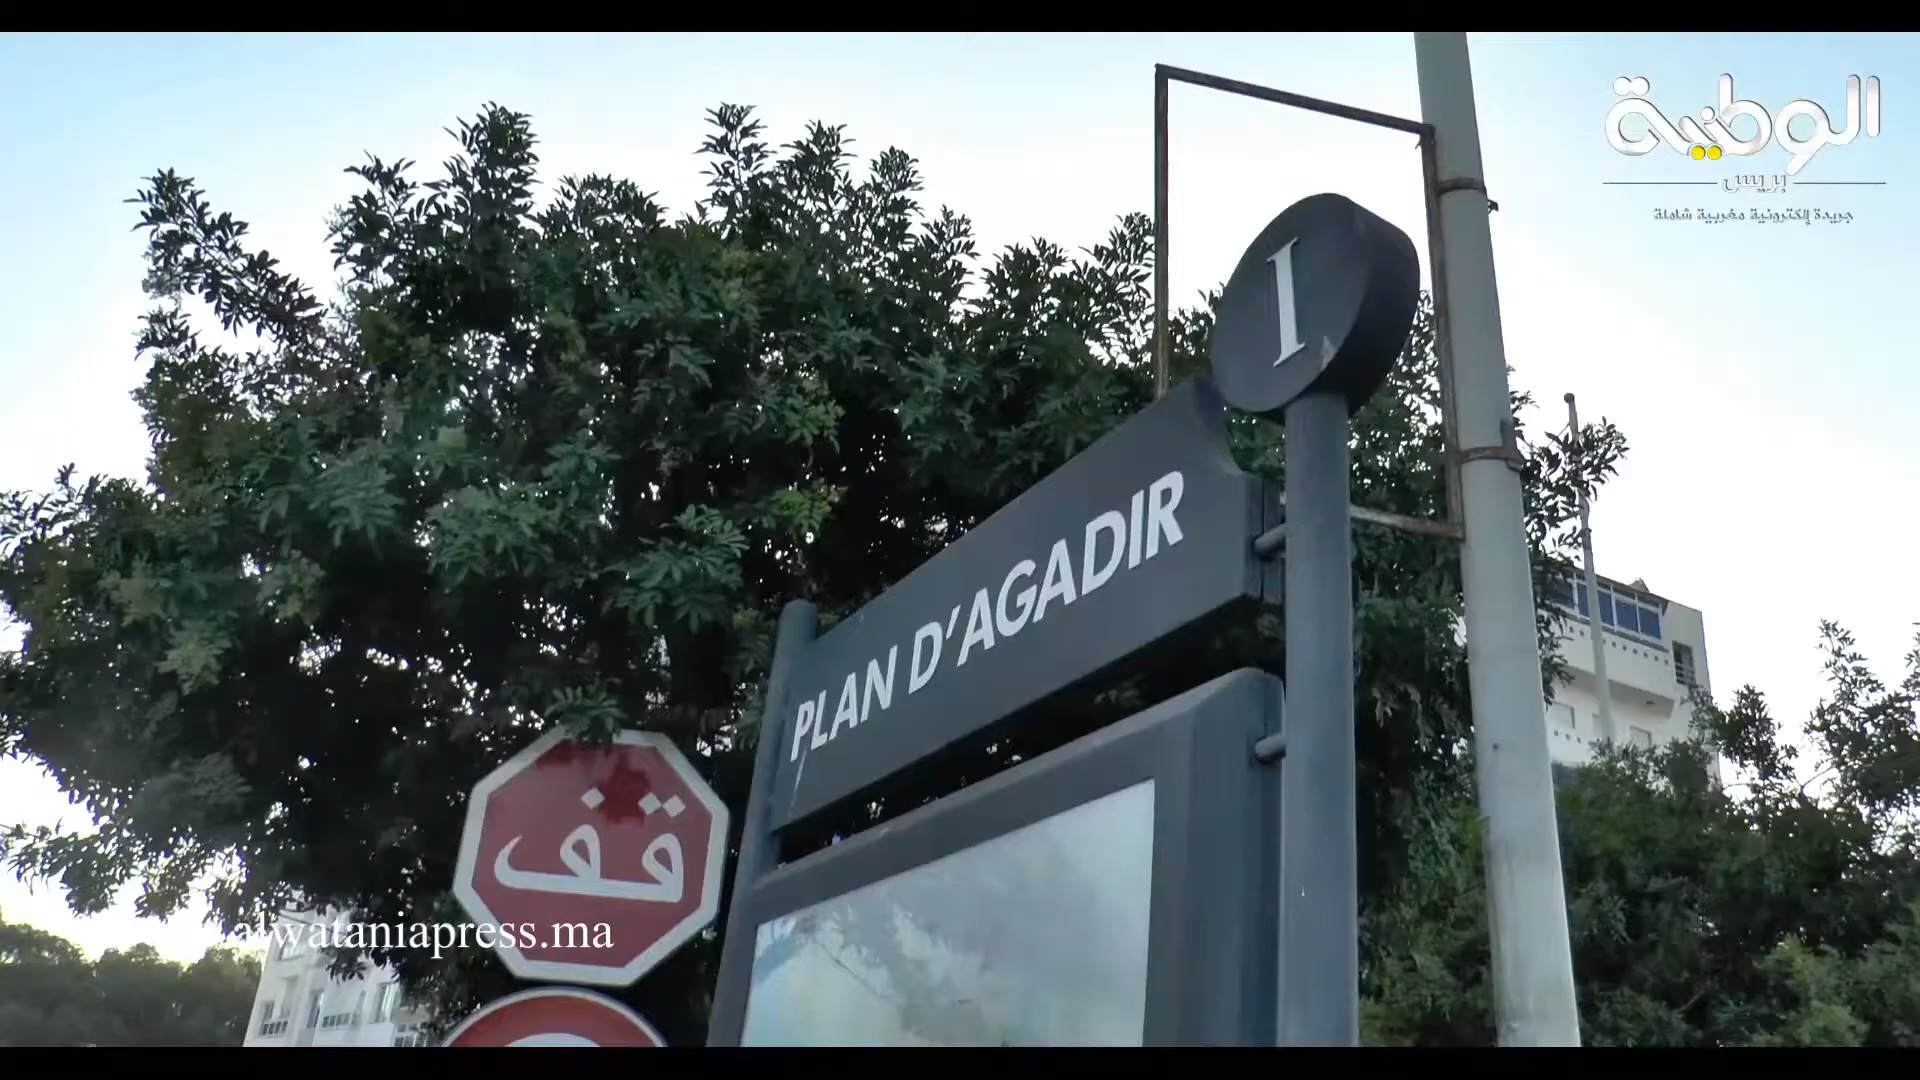 الوطنية
بريس
جريدة إلكترونية مغربية شاملة
I
PLAN D'AGADIR
قف
alwataniapress.ma